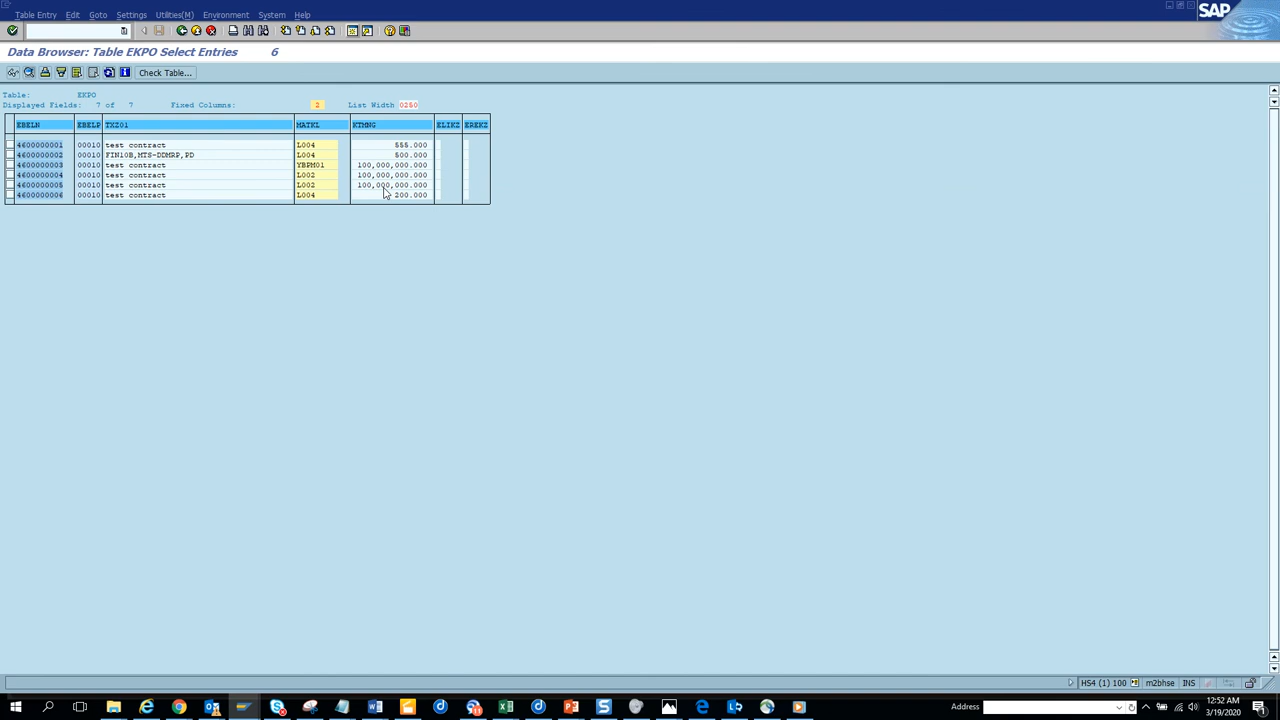 Table Entry Edit Goto Settings Utilities(M) Environment System Help
SAP
Data Browser: Table EKPO Select Entries 6
Check Table...
Table: EKPO
Displayed Fields: 7 of 7 Fixed Columns: 2 List Width 0250
EBELN EBELP TXZ01 MATKL KTMNG ELIKZ EREKZ
4600000001 00010 test contract L004 555.000
4600000002 00010 FIN10B,MTS-DDMRP,PD L004 500.000
4600000003 00010 test contract YBPM01 100,000,000.000
4600000004 00010 test contract L002 100,000,000.000
4600000005 00010 test contract L002 100,000,000.000
4600000006 00010 test contract L004 200.000
HS4 (1) 100 m2bhse INS
Address
12:52 AM
3/19/2020